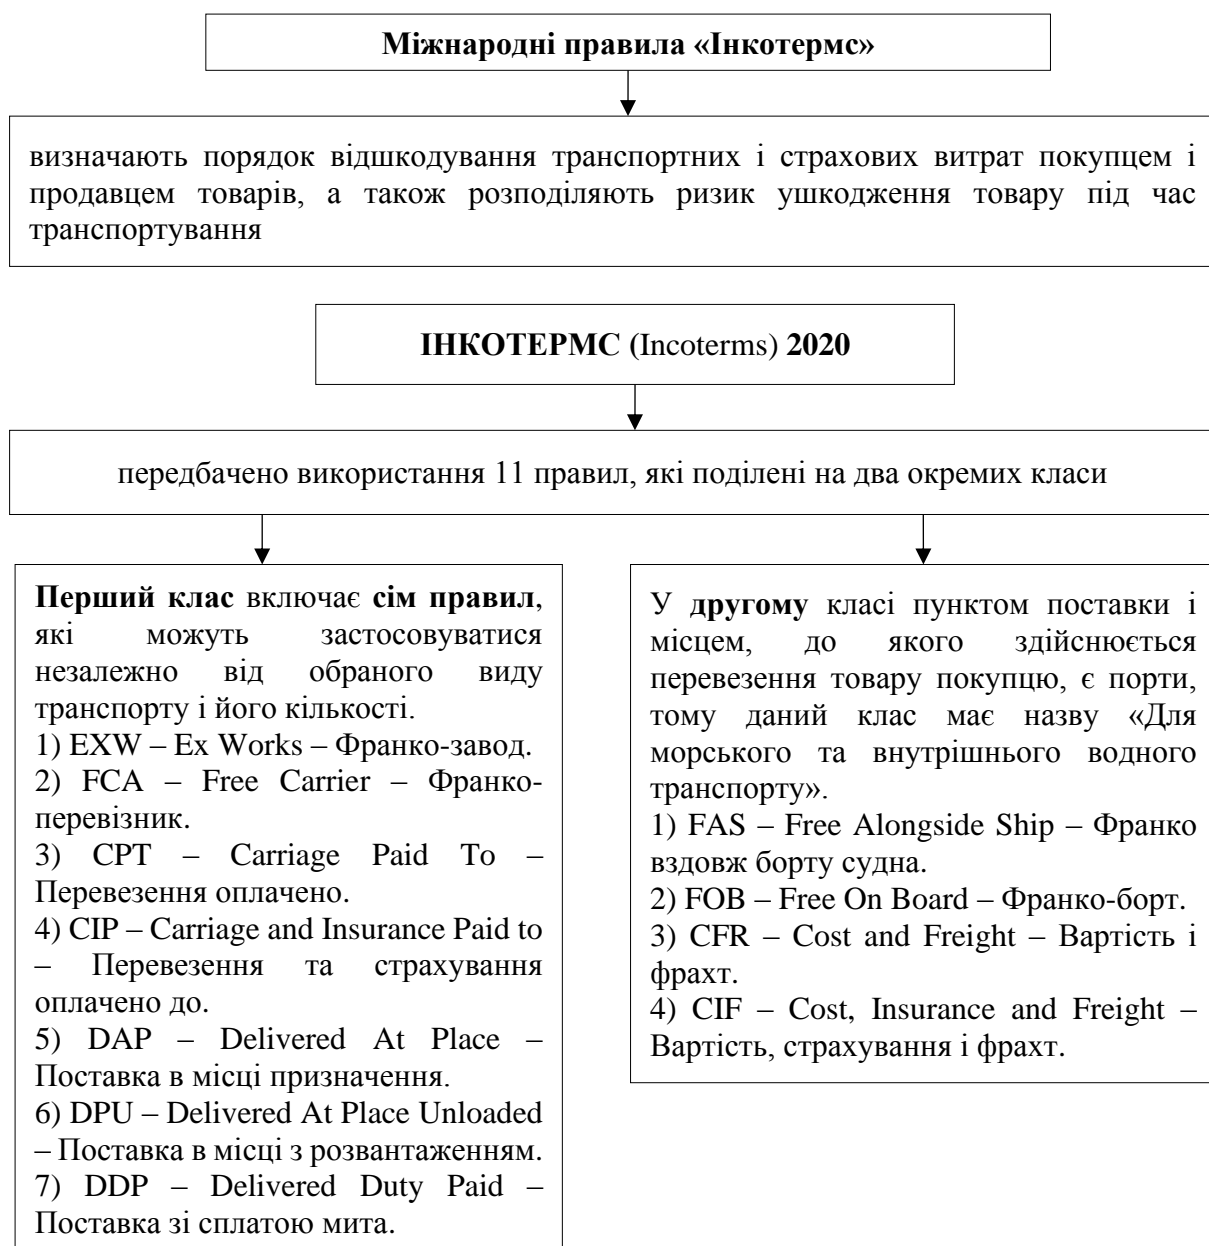 Міжнародні правила «Інкотермс»
визначають порядок відшкодування транспортних і страхових витрат покупцем і
продавцем товарів, а також розподіляють ризик ушкодження товару під час
транспортування
ІНКОТЕРМС (Incoterms) 2020
передбачено використання 11 правил, які поділені на два окремих класи
Перший клас включає сім правил,
які можуть застосовуватися
незалежно від обраного виду
транспорту і його кількості.
1) EXW – Ex Works – Франко-завод.
2) FCA – Free Carrier – Франко-
перевізник.
3) CPT – Carriage Paid To –
Перевезення оплачено.
4) CIP – Carriage and Insurance Paid to
– Перевезення та страхування
оплачено до.
5) DAP – Delivered At Place –
Поставка в місці призначення.
6) DPU – Delivered At Place Unloaded
– Поставка в місці з розвантаженням.
7) DDP – Delivered Duty Paid –
Поставка зі сплатою мита.
У другому класі пунктом поставки і
місцем, до якого здійснюється
перевезення товару покупцю, є порти,
тому даний клас має назву «Для
морського та внутрішнього водного
транспорту».
1) FAS – Free Alongside Ship – Франко
вздовж борту судна.
2) FOB – Free On Board – Франко-борт.
3) CFR – Cost and Freight – Вартість і
фрахт.
4) CIF – Cost, Insurance and Freight –
Вартість, страхування і фрахт.